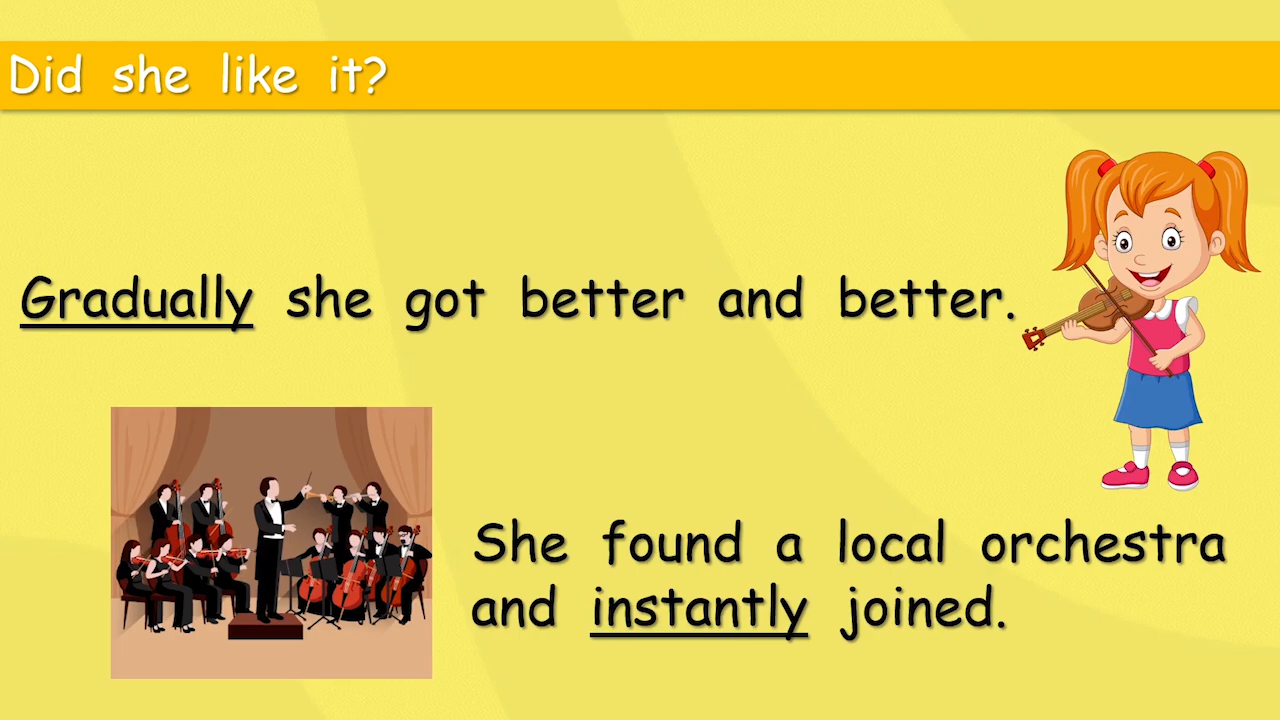 Did she like it?
Gradually she got better and better.
She found a local orchestra
and instantly joined.